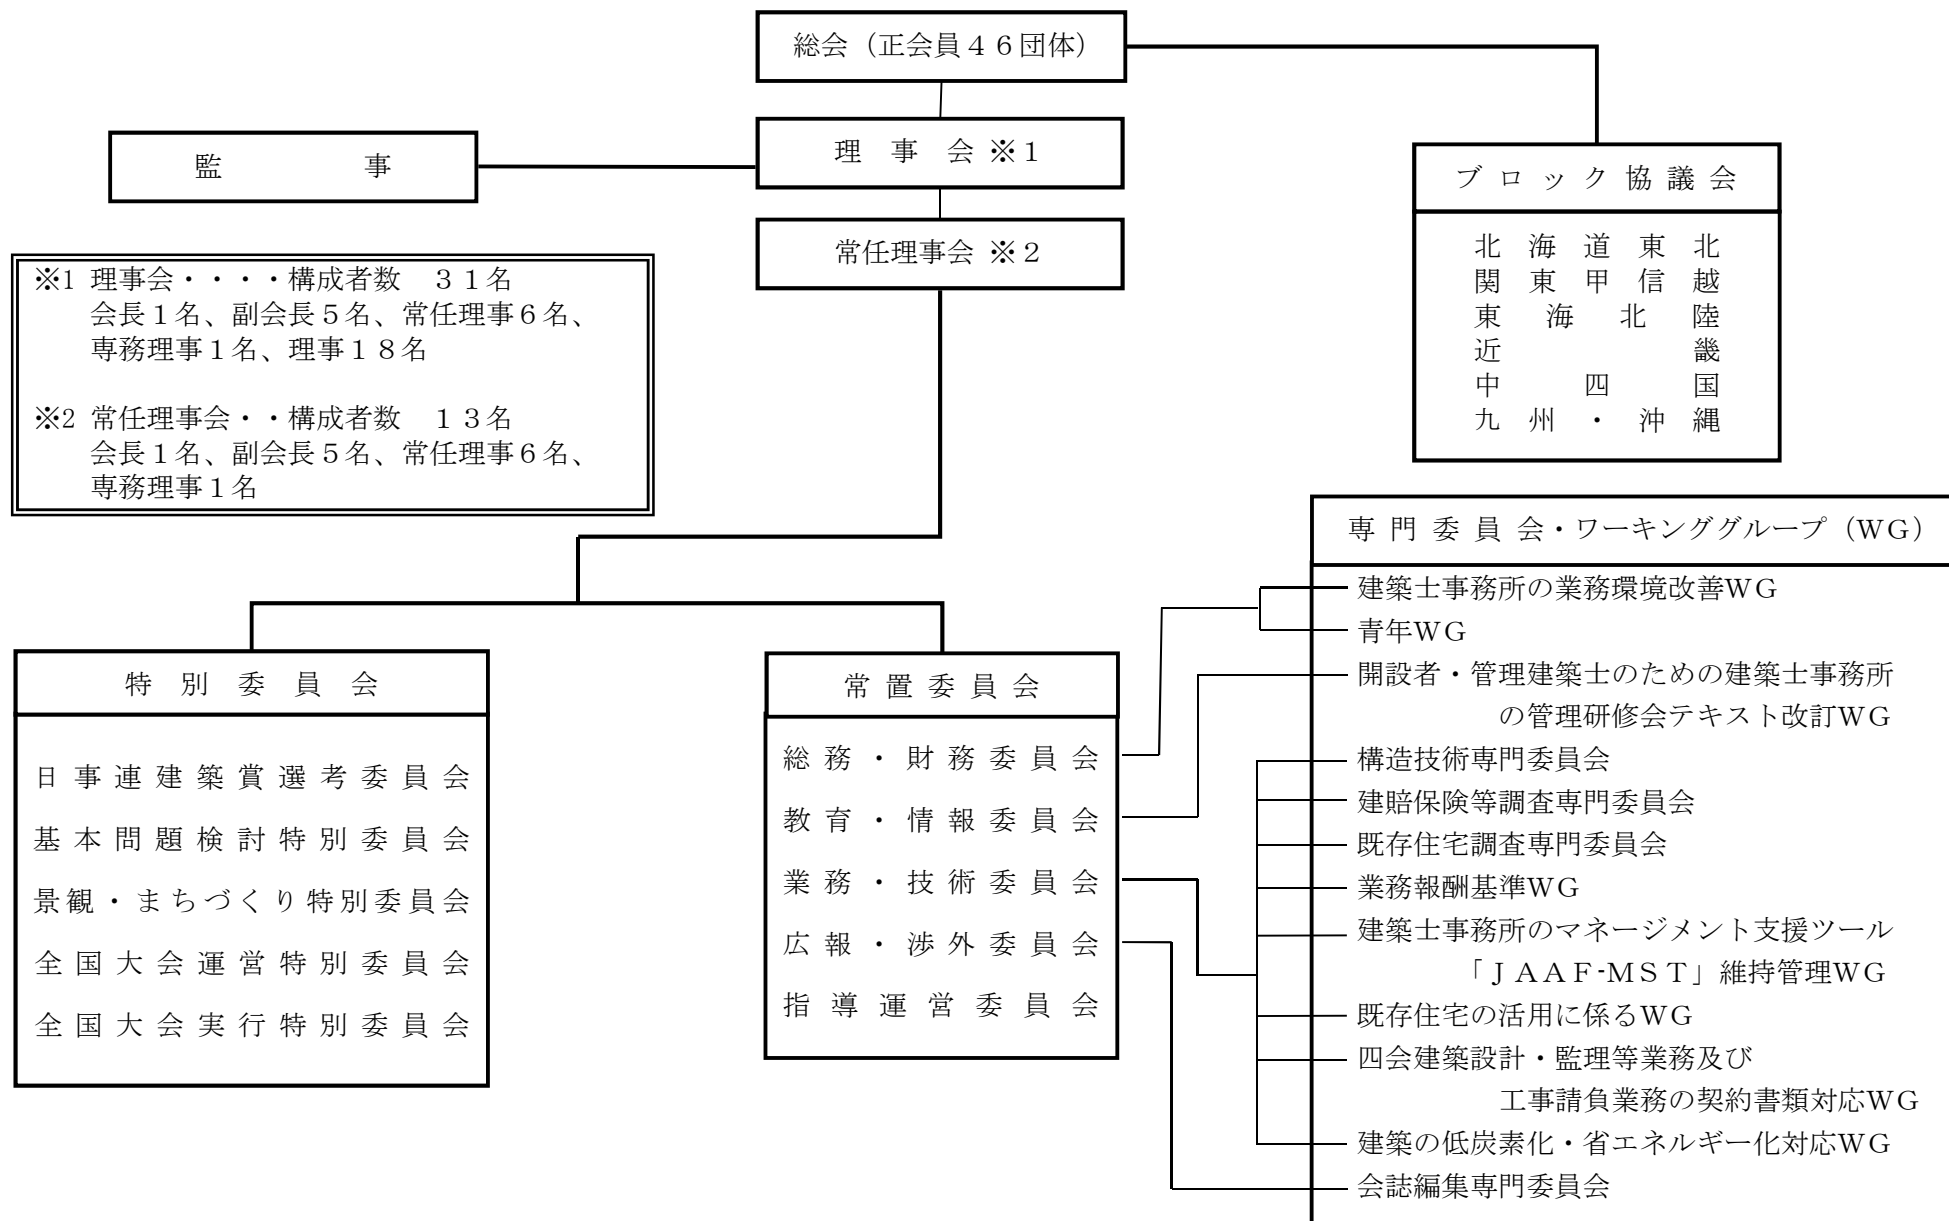 総会（正会員４６団体）
理事会 ※１
監事
常任理事会 ※２
ブロック協議会
北海道東北
関東甲信越
東海北陸
近畿
中四国
九州・沖縄
※1 理事会・・・・構成者数　３１名
会長１名、副会長５名、常任理事６名、
専務理事１名、理事１８名
※2 常任理事会・・構成者数　１３名
会長１名、副会長５名、常任理事６名、
専務理事１名
特別委員会
日事連建築賞選考委員会
基本問題検討特別委員会
景観・まちづくり特別委員会
全国大会運営特別委員会
全国大会実行特別委員会
常置委員会
総務・財務委員会
教育・情報委員会
業務・技術委員会
広報・渉外委員会
指導運営委員会
専門委員会・ワーキンググループ（WG）
建築士事務所の業務環境改善WG
青年WG
開設者・管理建築士のための建築士事務所
の管理研修会テキスト改訂WG
構造技術専門委員会
建賠保険等調査専門委員会
既存住宅調査専門委員会
業務報酬基準WG
建築士事務所のマネージメント支援ツール
「ＪＡＡＦ-ＭＳＴ」維持管理WG
既存住宅の活用に係るWG
四会建築設計・監理等業務及び
工事請負業務の契約書類対応WG
建築の低炭素化・省エネルギー化対応WG
会誌編集専門委員会